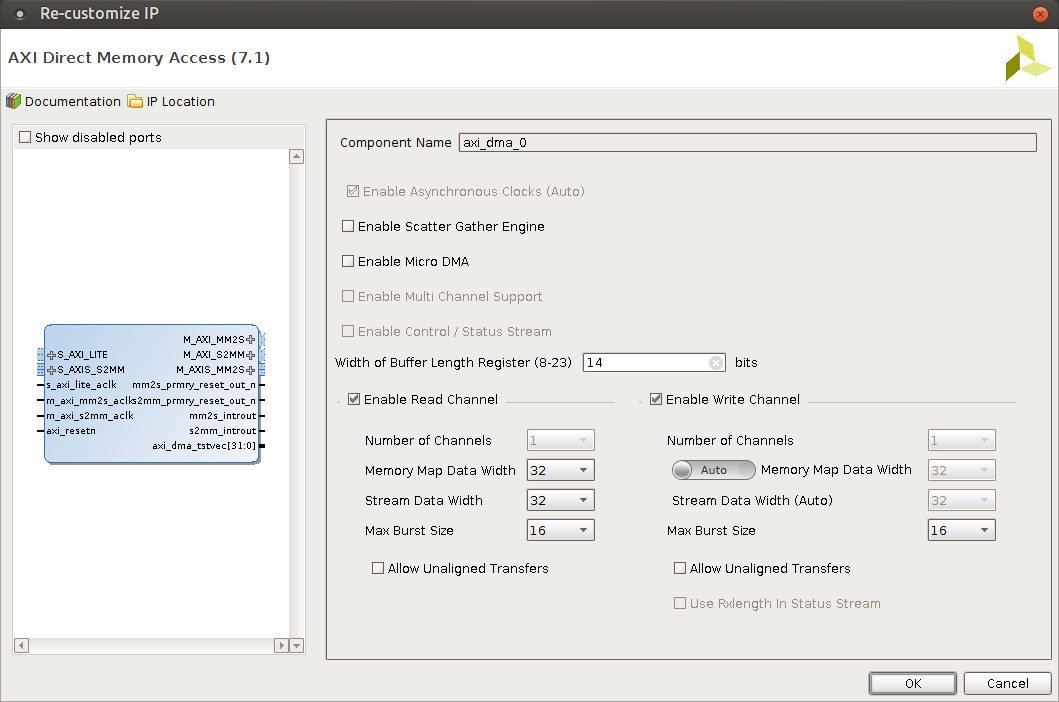 Re-customize IP
AXI Direct Memory Access (7.1)
Documentation IP Location
Show disabled ports
M_AXI_MM2S
S_AXI_LITE M_AXI_S2MM
S_AXIS_S2MM M_AXIS_MM2S
s_axi_lite_aclk mm2s_prmry_reset_out_n
m_axi_mm2s_aclk s2mm_prmry_reset_out_n
m_axi_s2mm_aclk mm2s_introut
axi_resetn s2mm_introut
axi_dma_tstvec[31:0]
Component Name axi_dma_0
Enable Asynchronous Clocks (Auto)
Enable Scatter Gather Engine
Enable Micro DMA
Enable Multi Channel Support
Enable Control / Status Stream
Width of Buffer Length Register (8-23) 14 bits
Enable Read Channel
Number of Channels 1
Memory Map Data Width 32
Stream Data Width 32
Max Burst Size 16
Allow Unaligned Transfers
Enable Write Channel
Number of Channels 1
Auto Memory Map Data Width 32
Stream Data Width (Auto) 32
Max Burst Size 16
Allow Unaligned Transfers
Use Rxlength In Status Stream
OK Cancel